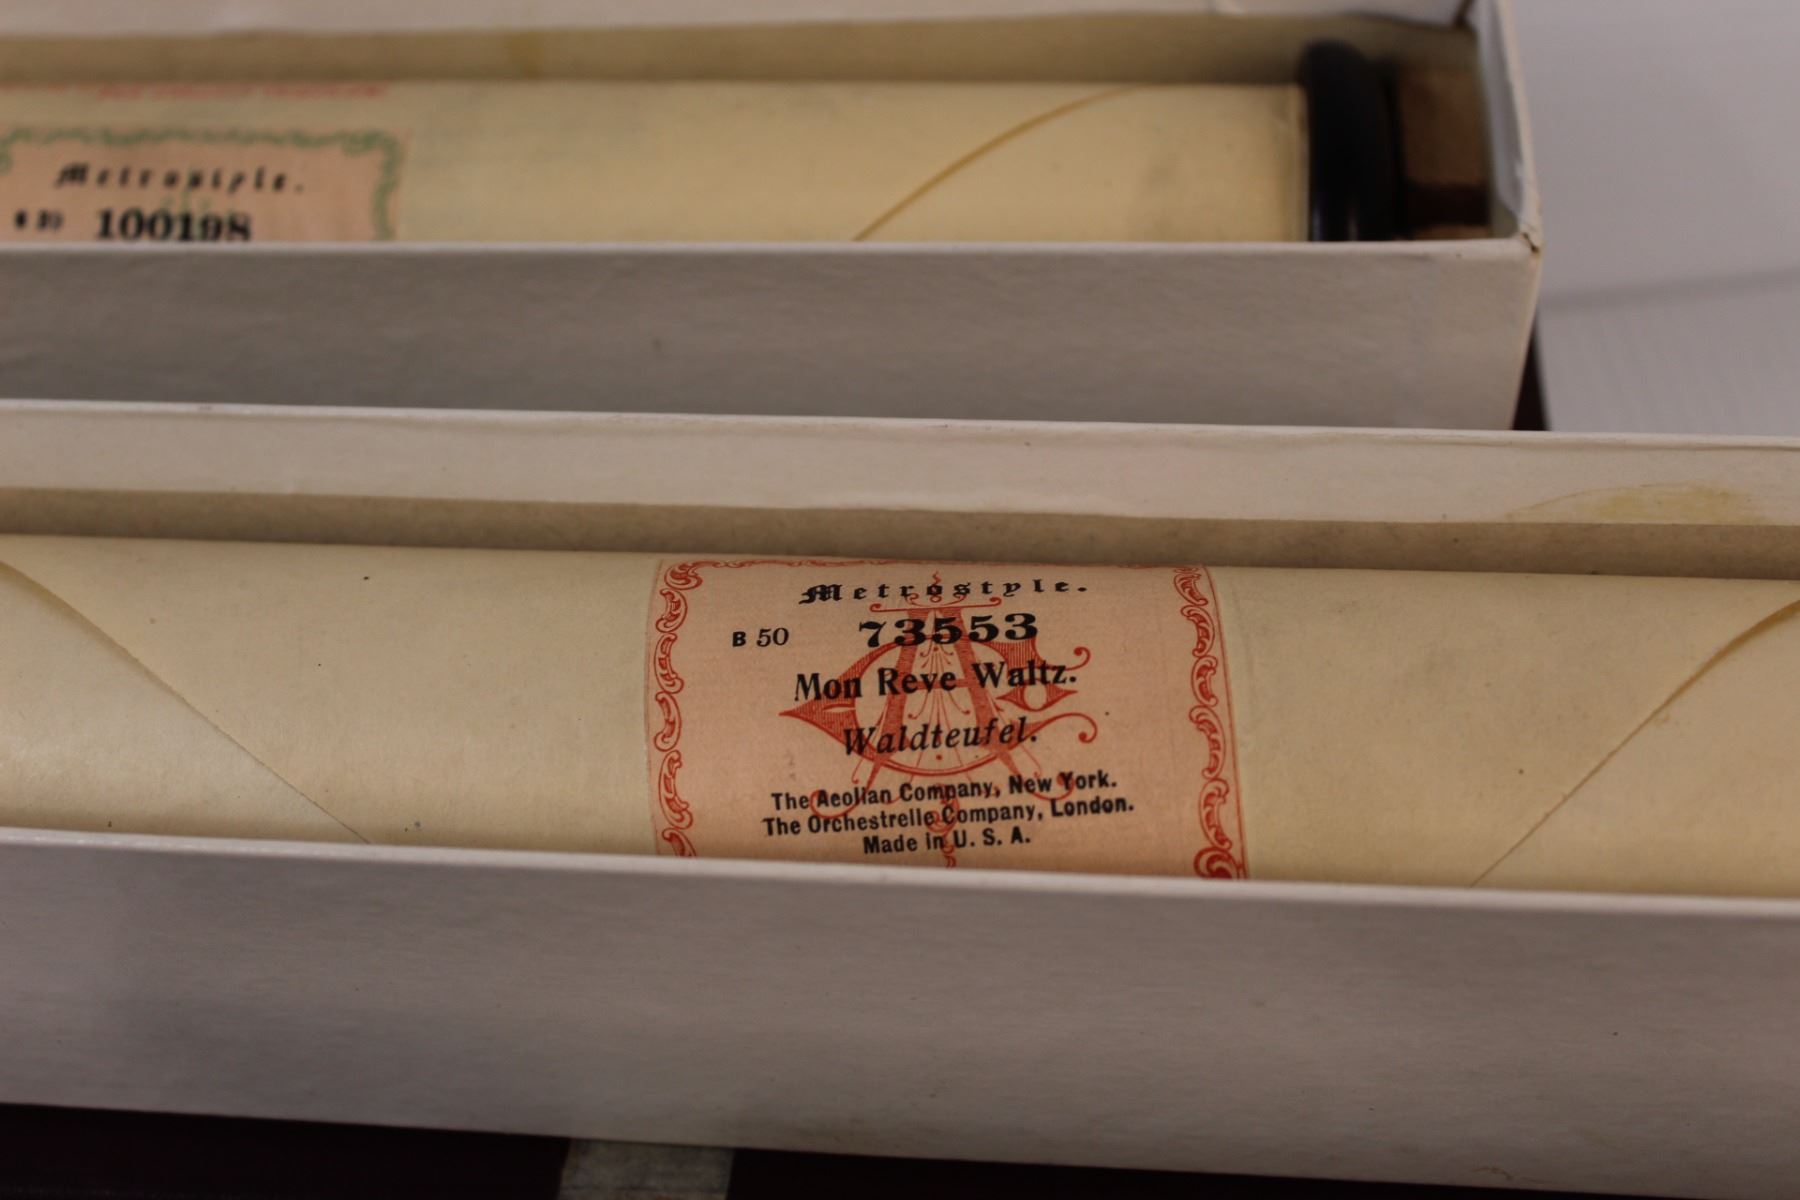 Metrostyle.
100198
Metrostyle.
B 50 73553
Mon Reve Waltz.
Waldteufel.
The Aeolian Company, New York.
The Orchestrelle Company, London.
Made in U. S. A.